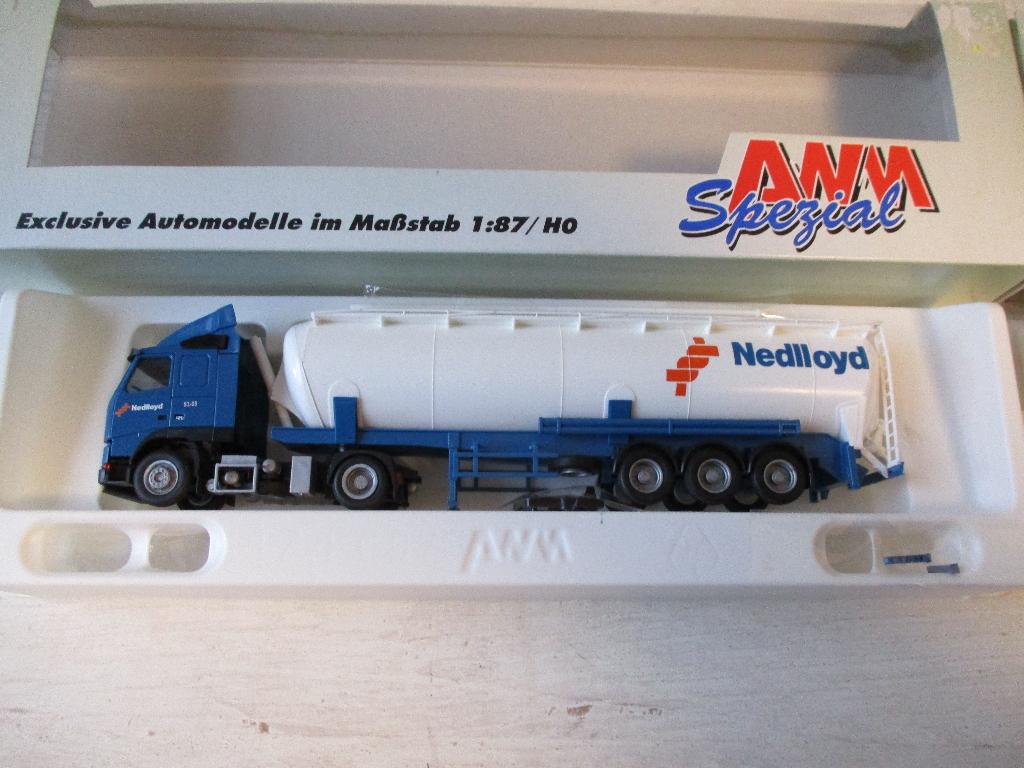 AWM
Spezial
Exclusive Automodelle im Maßstab 1:87/ H0
Nedlloyd
Nedlloyd
AWM